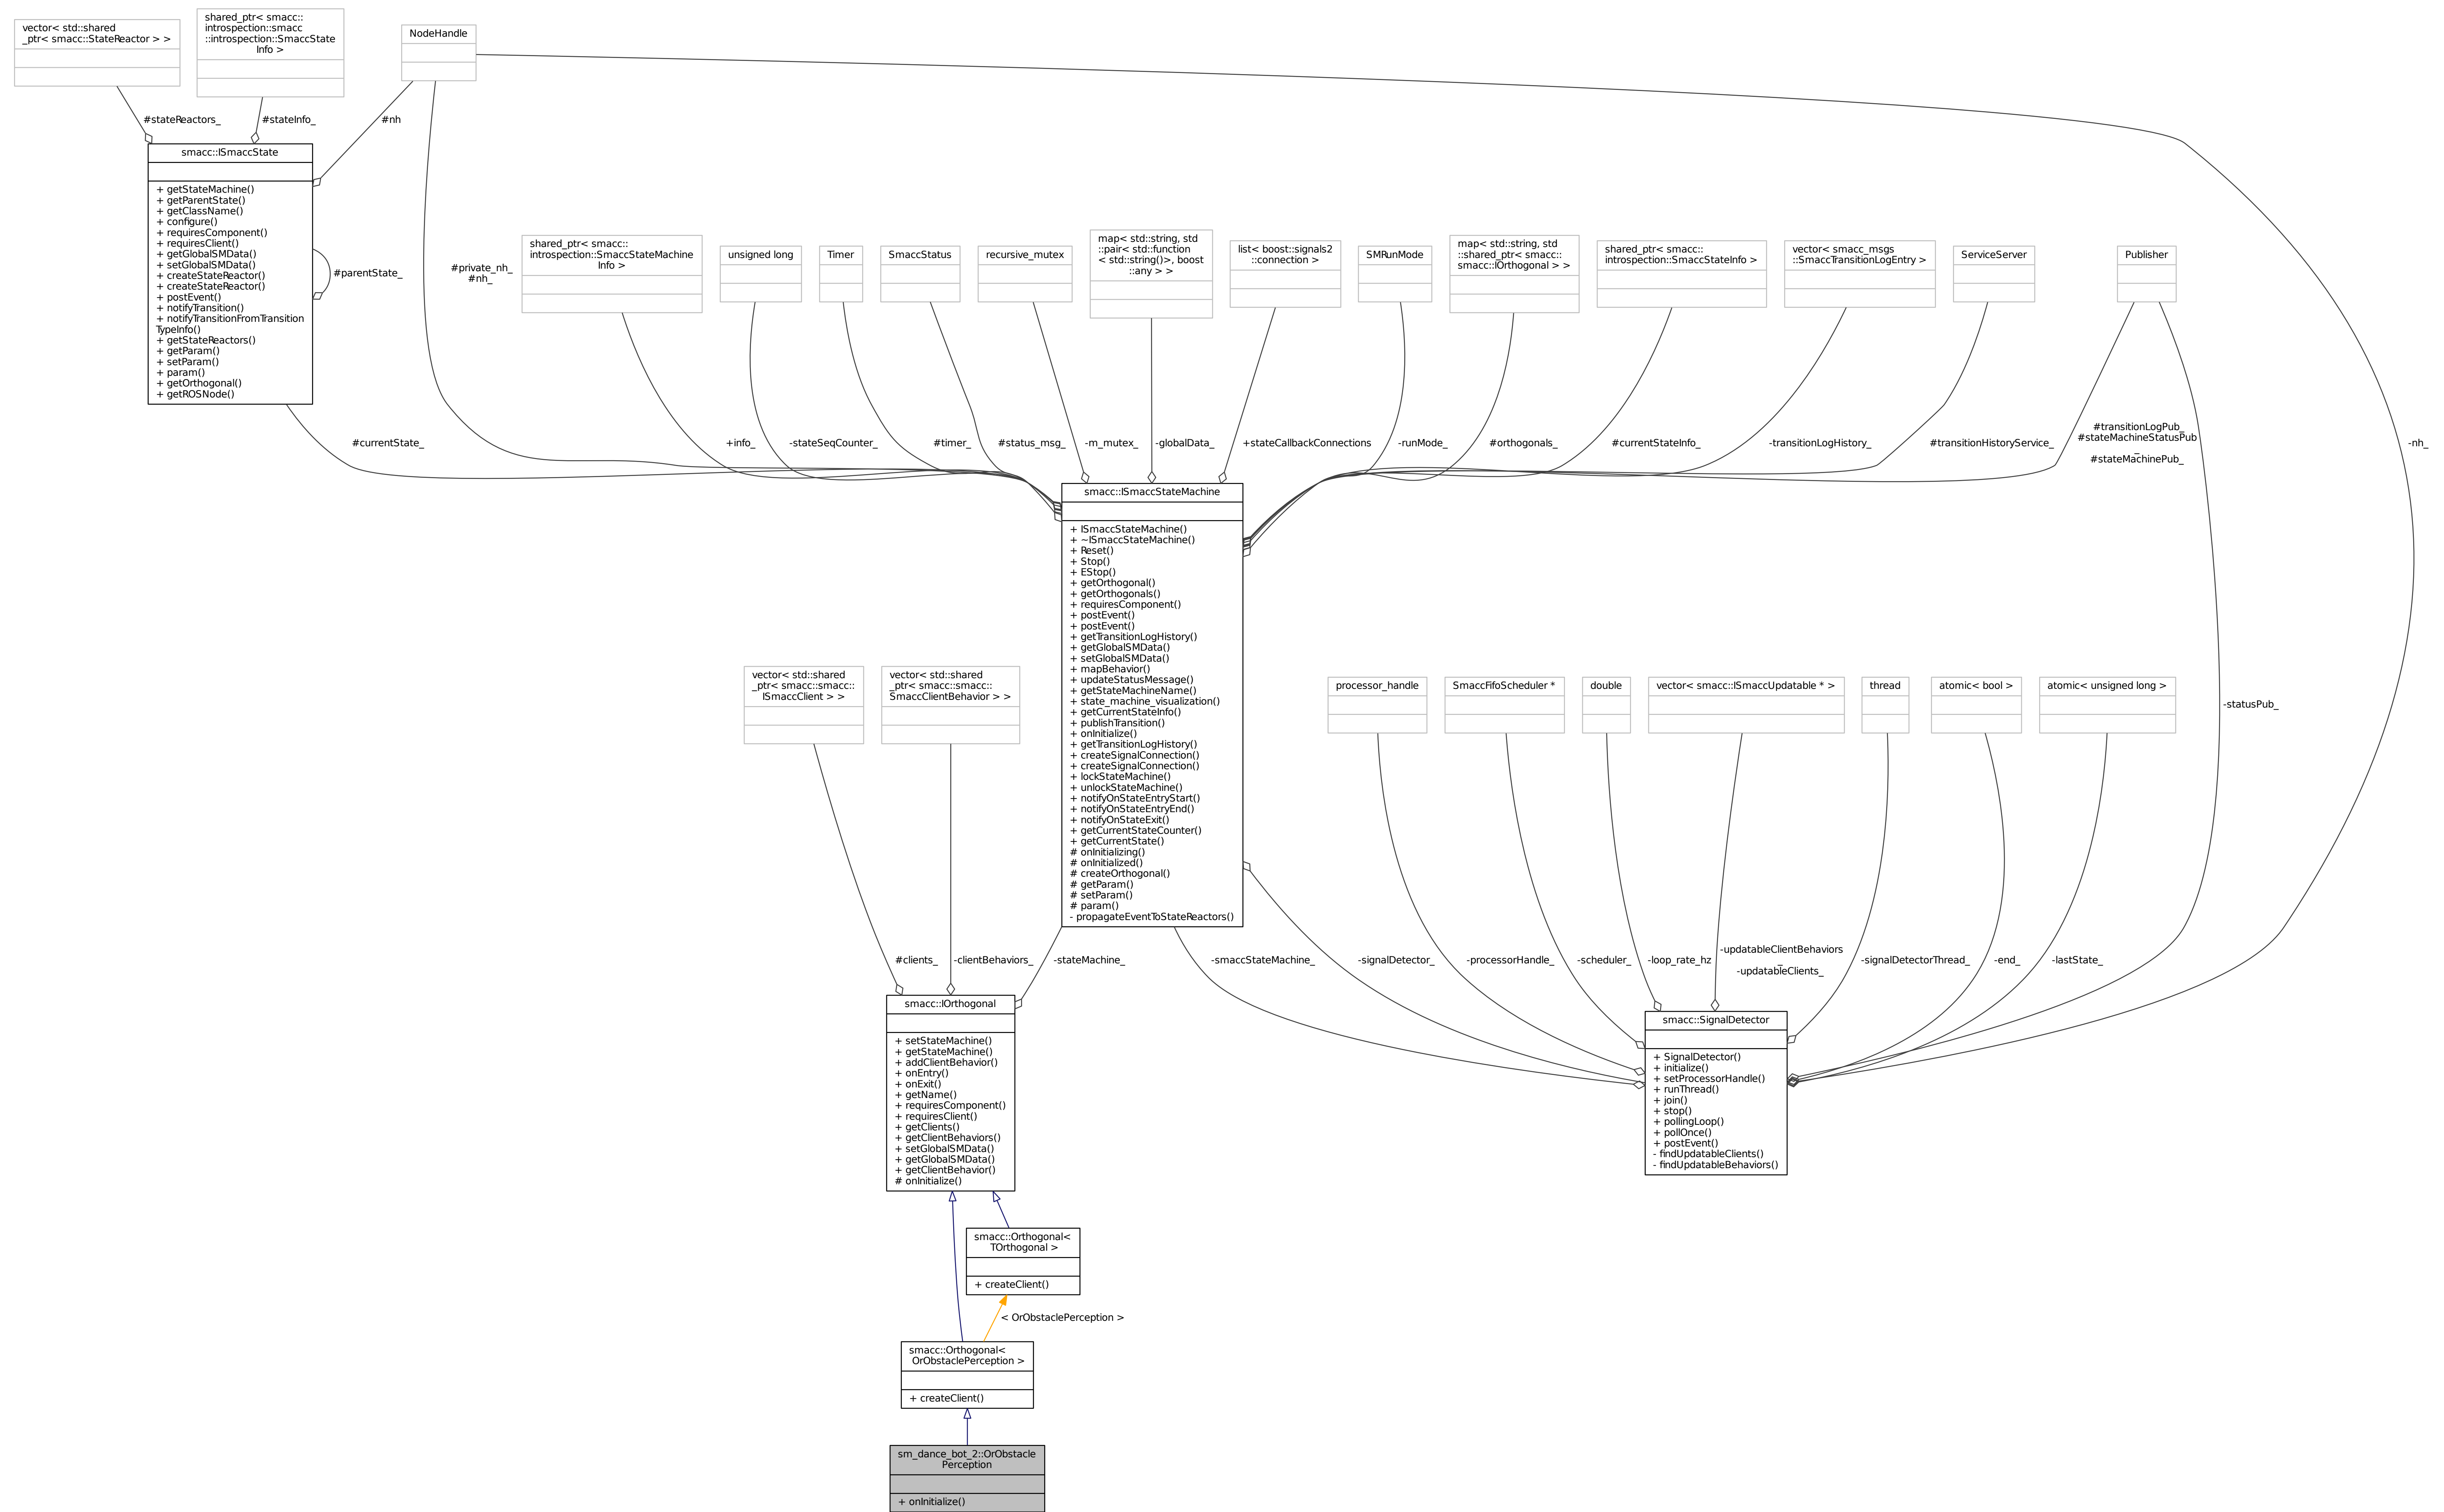 vector< std::shared
_ptr< smacc::StateReactor > >
shared_ptr< smacc::
introspection::smacc
::introspection::SmaccState
Info >
NodeHandle
#stateReactors_
#stateInfo_
#nh
smacc::ISmaccState
+ getStateMachine()
+ getParentState()
+ getClassName()
+ configure()
+ requiresComponent()
+ requiresClient()
+ getGlobalSMData()
+ setGlobalSMData()
+ createStateReactor()
+ createStateReactor()
+ postEvent()
+ notifyTransition()
+ notifyTransitionFromTransition
TypeInfo()
+ getStateReactors()
+ getParam()
+ setParam()
+ param()
+ getOrthogonal()
+ getROSNode()
#parentState_
#private_nh_
#nh_
shared_ptr< smacc::
introspection::SmaccStateMachine
Info >
unsigned long
Timer
SmaccStatus
recursive_mutex
map< std::string, std
::pair< std::function
< std::string()>, boost
::any > >
list< boost::signals2
::connection >
SMRunMode
map< std::string, std
::shared_ptr< smacc::
smacc::IOrthogonal > >
shared_ptr< smacc::
introspection::SmaccStateInfo >
vector< smacc_msgs
::SmaccTransitionLogEntry >
ServiceServer
Publisher
#currentState_
+info_
-stateSeqCounter_
#timer_
#status_msg_
-m_mutex_
-globalData_
+stateCallbackConnections
-runMode_
#orthogonals_
#currentStateInfo_
-transitionLogHistory_
#transitionHistoryService_
#transitionLogPub_
#stateMachineStatusPub
_
#stateMachinePub_
-nh_
smacc::ISmaccStateMachine
+ ISmaccStateMachine()
+ ~ISmaccStateMachine()
+ Reset()
+ Stop()
+ EStop()
+ getOrthogonal()
+ getOrthogonals()
+ requiresComponent()
+ postEvent()
+ postEvent()
+ getTransitionLogHistory()
+ getGlobalSMData()
+ setGlobalSMData()
+ mapBehavior()
+ updateStatusMessage()
+ getStateMachineName()
+ state_machine_visualization()
+ getCurrentStateInfo()
+ publishTransition()
+ onInitialize()
+ getTransitionLogHistory()
+ createSignalConnection()
+ createSignalConnection()
+ lockStateMachine()
+ unlockStateMachine()
+ notifyOnStateEntryStart()
+ notifyOnStateEntryEnd()
+ notifyOnStateExit()
+ getCurrentStateCounter()
+ getCurrentState()
# onInitializing()
# onInitialized()
# createOrthogonal()
# getParam()
# setParam()
# param()
- propagateEventToStateReactors()
vector< std::shared
_ptr< smacc::smacc::
ISmaccClient > >
vector< std::shared
_ptr< smacc::smacc::
SmaccClientBehavior > >
processor_handle
SmaccFifoScheduler *
double
vector< smacc::ISmaccUpdatable * >
thread
atomic< bool >
atomic< unsigned long >
-statusPub_
#clients_
-clientBehaviors_
-stateMachine_
-smaccStateMachine_
-signalDetector_
-processorHandle_
-scheduler_
-loop_rate_hz
-updatableClientBehaviors
_
-updatableClients_
-signalDetectorThread_
-end_
-lastState_
smacc::IOrthogonal
+ setStateMachine()
+ getStateMachine()
+ addClientBehavior()
+ onEntry()
+ onExit()
+ getName()
+ requiresComponent()
+ requiresClient()
+ getClients()
+ getClientBehaviors()
+ setGlobalSMData()
+ getGlobalSMData()
+ getClientBehavior()
# onInitialize()
smacc::SignalDetector
+ SignalDetector()
+ initialize()
+ setProcessorHandle()
+ runThread()
+ join()
+ stop()
+ pollingLoop()
+ pollOnce()
+ postEvent()
- findUpdatableClients()
- findUpdatableBehaviors()
smacc::Orthogonal<
TOrthogonal >
+ createClient()
< OrObstaclePerception >
smacc::Orthogonal<
OrObstaclePerception >
+ createClient()
sm_dance_bot_2::OrObstacle
Perception
+ onInitialize()